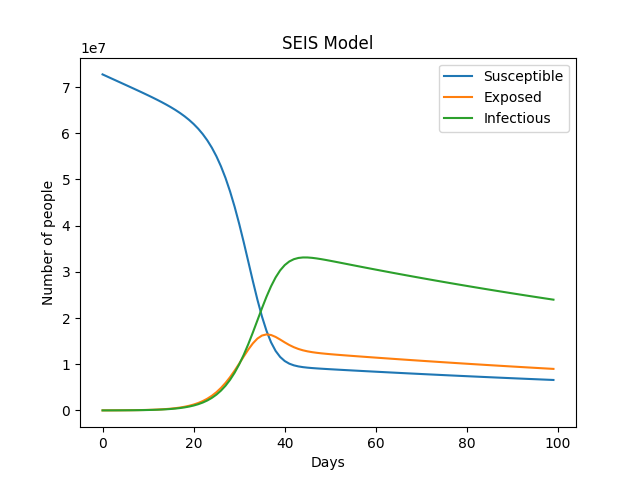 SEIS Model
1e7
Number of people
7
6
5
4
3
2
1
0
0 20 40 60 80 100
Days
Susceptible
Exposed
Infectious